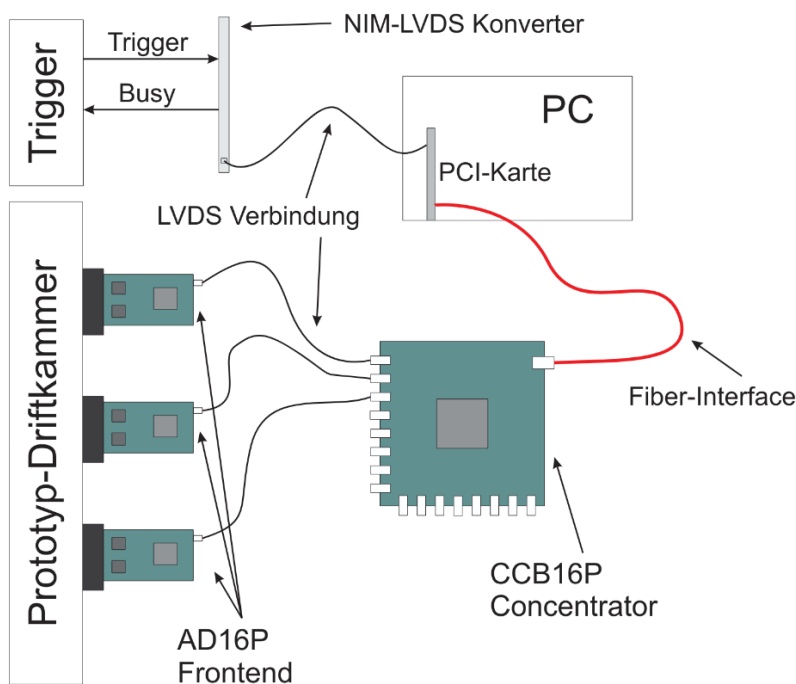 NIM-LVDS Konverter
Trigger
Trigger
Busy
PC
PCI-Karte
LVDS Verbindung
Prototyp-Driftkammer
Fiber-Interface
CCB16P
Concentrator
AD16P
Frontend